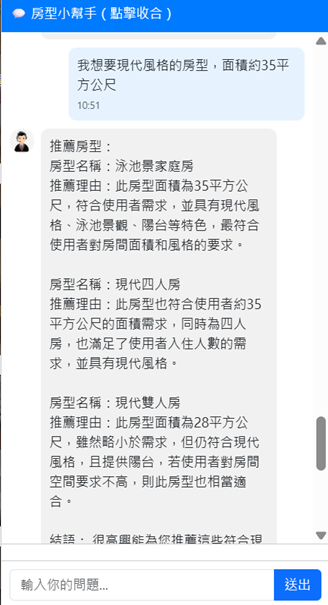 房型小幫手（點擊收合）
我想要現代風格的房型，面積約35平
方公尺
10:51
推薦房型：
房型名稱：泳池景家庭房
推薦理由：此房型面積為35平方公
尺，符合使用者需求，並具有現代風
格、泳池景觀、陽台等特色，最符合
使用者對房間面積和風格的要求。
房型名稱：現代四人房
推薦理由：此房型也符合使用者約35
平方公尺的面積需求，同時為四人
房，也滿足了使用者入住人數的需
求，並具有現代風格。
房型名稱：現代雙人房
推薦理由：此房型面積為28平方公
尺，雖然略小於需求，但仍符合現代
風格，且提供陽台，若使用者對房間
空間要求不高，則此房型也相當適
合。
結語： 很高興能為您推薦這些符合現
輸入你的問題...
送出